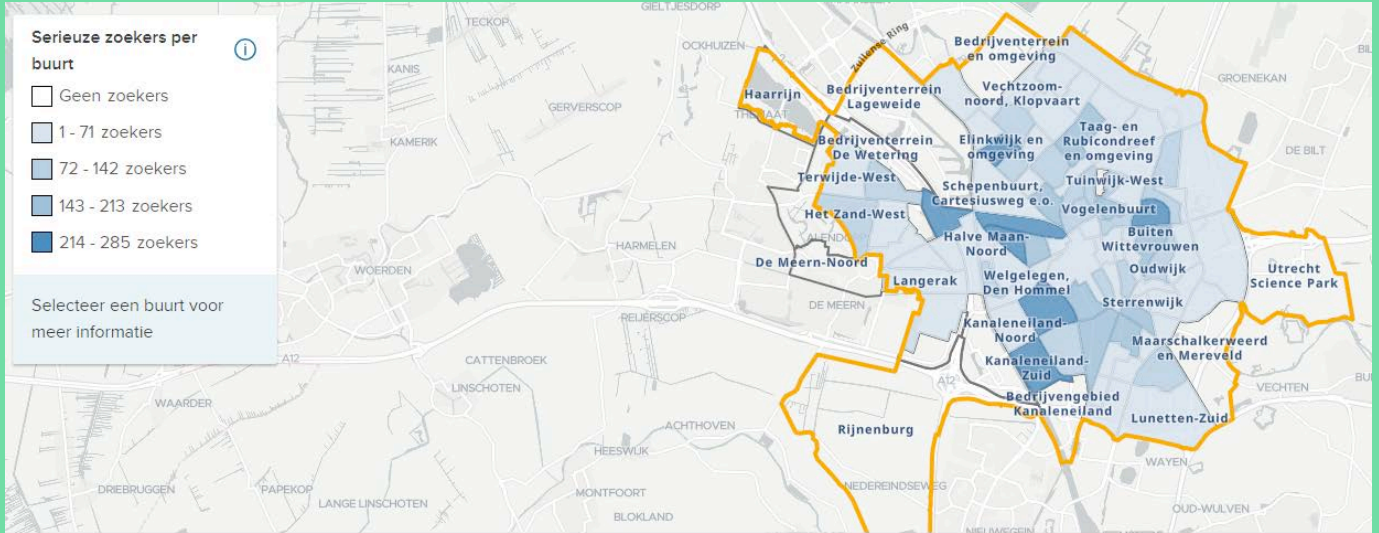 Serieuze zoekers per
buurt
Geen zoekers
1 - 71 zoekers
72 - 142 zoekers
143 - 213 zoekers
214 - 285 zoekers
Selecteer een buurt voor
meer informatie
GIELTJESDORP
TECKOP
OCKHUIZEN
Zuilense Ring
Bedrijventerrein
en omgeving
KANIS
GROENEKAN
Haarrijn
Bedrijventerrein
Lageweide
Vechtzoom-
noord, Klopvaart
GERVERSCOP
KAMERIK
Bedrijventerrein
De Wetering
Elinkwijk en
omgeving
Taag- en
Rubicondreef
en omgeving
DE BILT
Terwijde-West
Schepenbuurt,
Cartesiusweg e.o.
Tuinwijk-West
Het Zand-West
Vogelenbuurt
HARMELEN
Halve Maan-
Noord
Buiten
Wittevrouwen
De Meern-Noord
WOERDEN
Langerak
Welgelegen,
Den Hommel
Oudwijk
Utrecht
Science Park
DE MEERN
Sterrenwijk
REIJERSCOP
Kanaleneiland-
Noord
Maarschalkerweerd
en Mereveld
A12
CATTENBROEK
Kanaleneiland-
Zuid
A12
LINSCHOTEN
VECHTEN
WAARDER
Bedrijvengebied
Kanaleneiland
Lunetten-Zuid
ACHTHOVEN
Rijnenburg
HEESWIJK
WAYEN
DRIEBRUGGEN
PAPEKOP
LANGE LINSCHOTEN
MONTFOORT
NEDEREINDSEWEG
BLOKLAND
OUD-WULVEN
NIEUWEGEIN